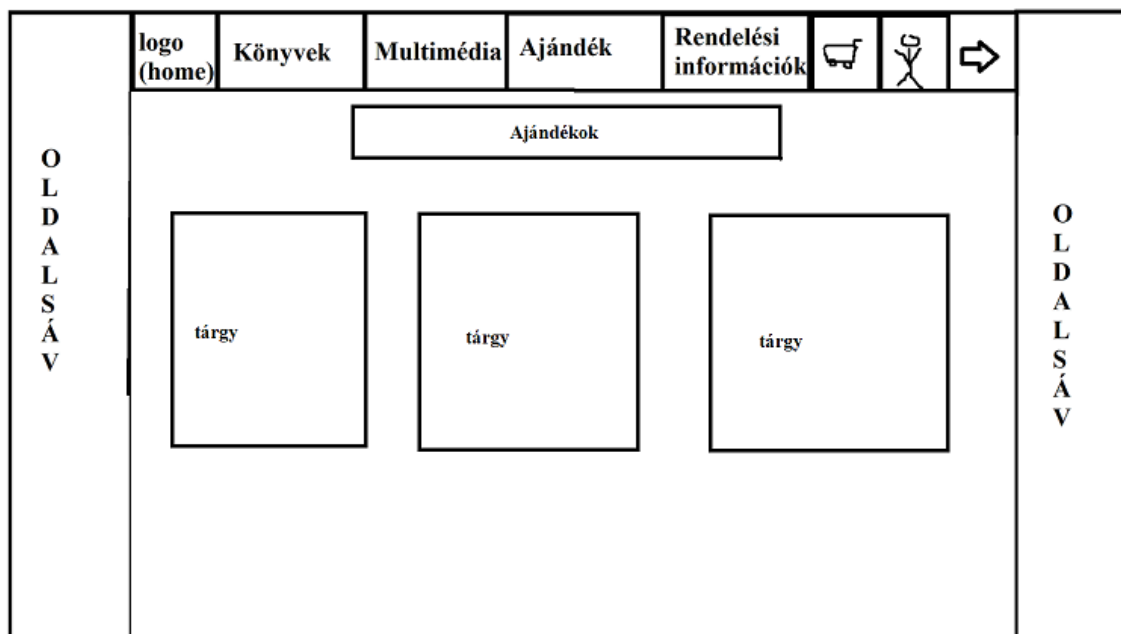 logo
(home)
Könyvek
Multimédia
Ajándék
Rendelési
információk
Ajándékok
O
L
D
A
L
S
Á
V
tárgy
tárgy
tárgy
O
L
D
A
L
S
Á
V